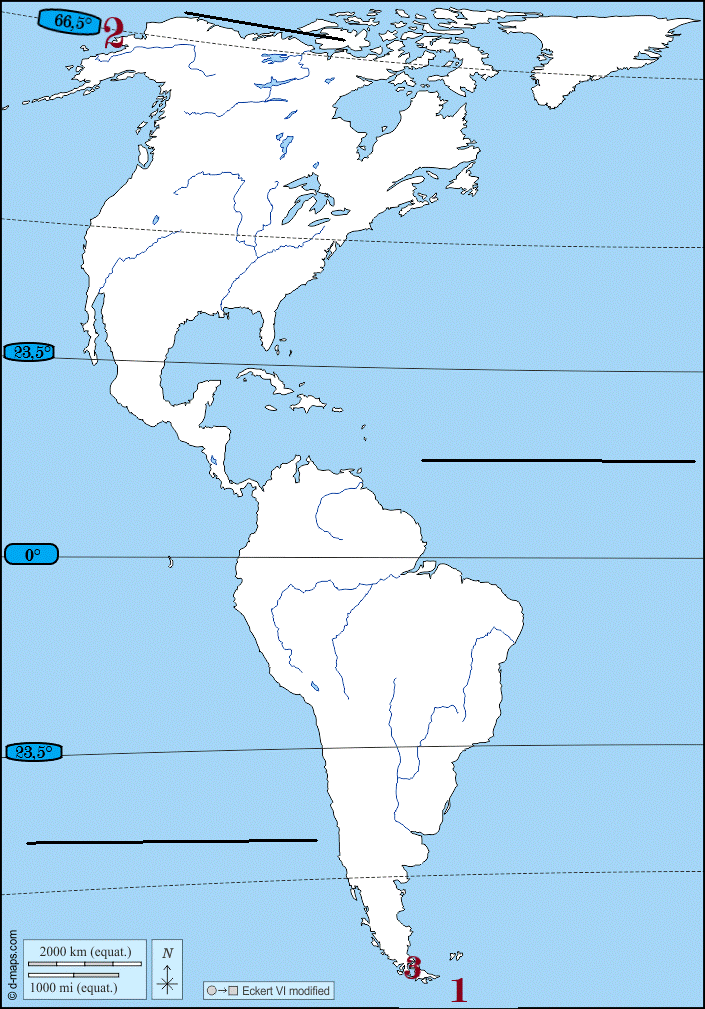 66,5°
2
23,5°
0°
23,5°
3
1
2000 km (equat.)
1000 mi (equat.)
N
Eckert VI modified
© d-maps.com